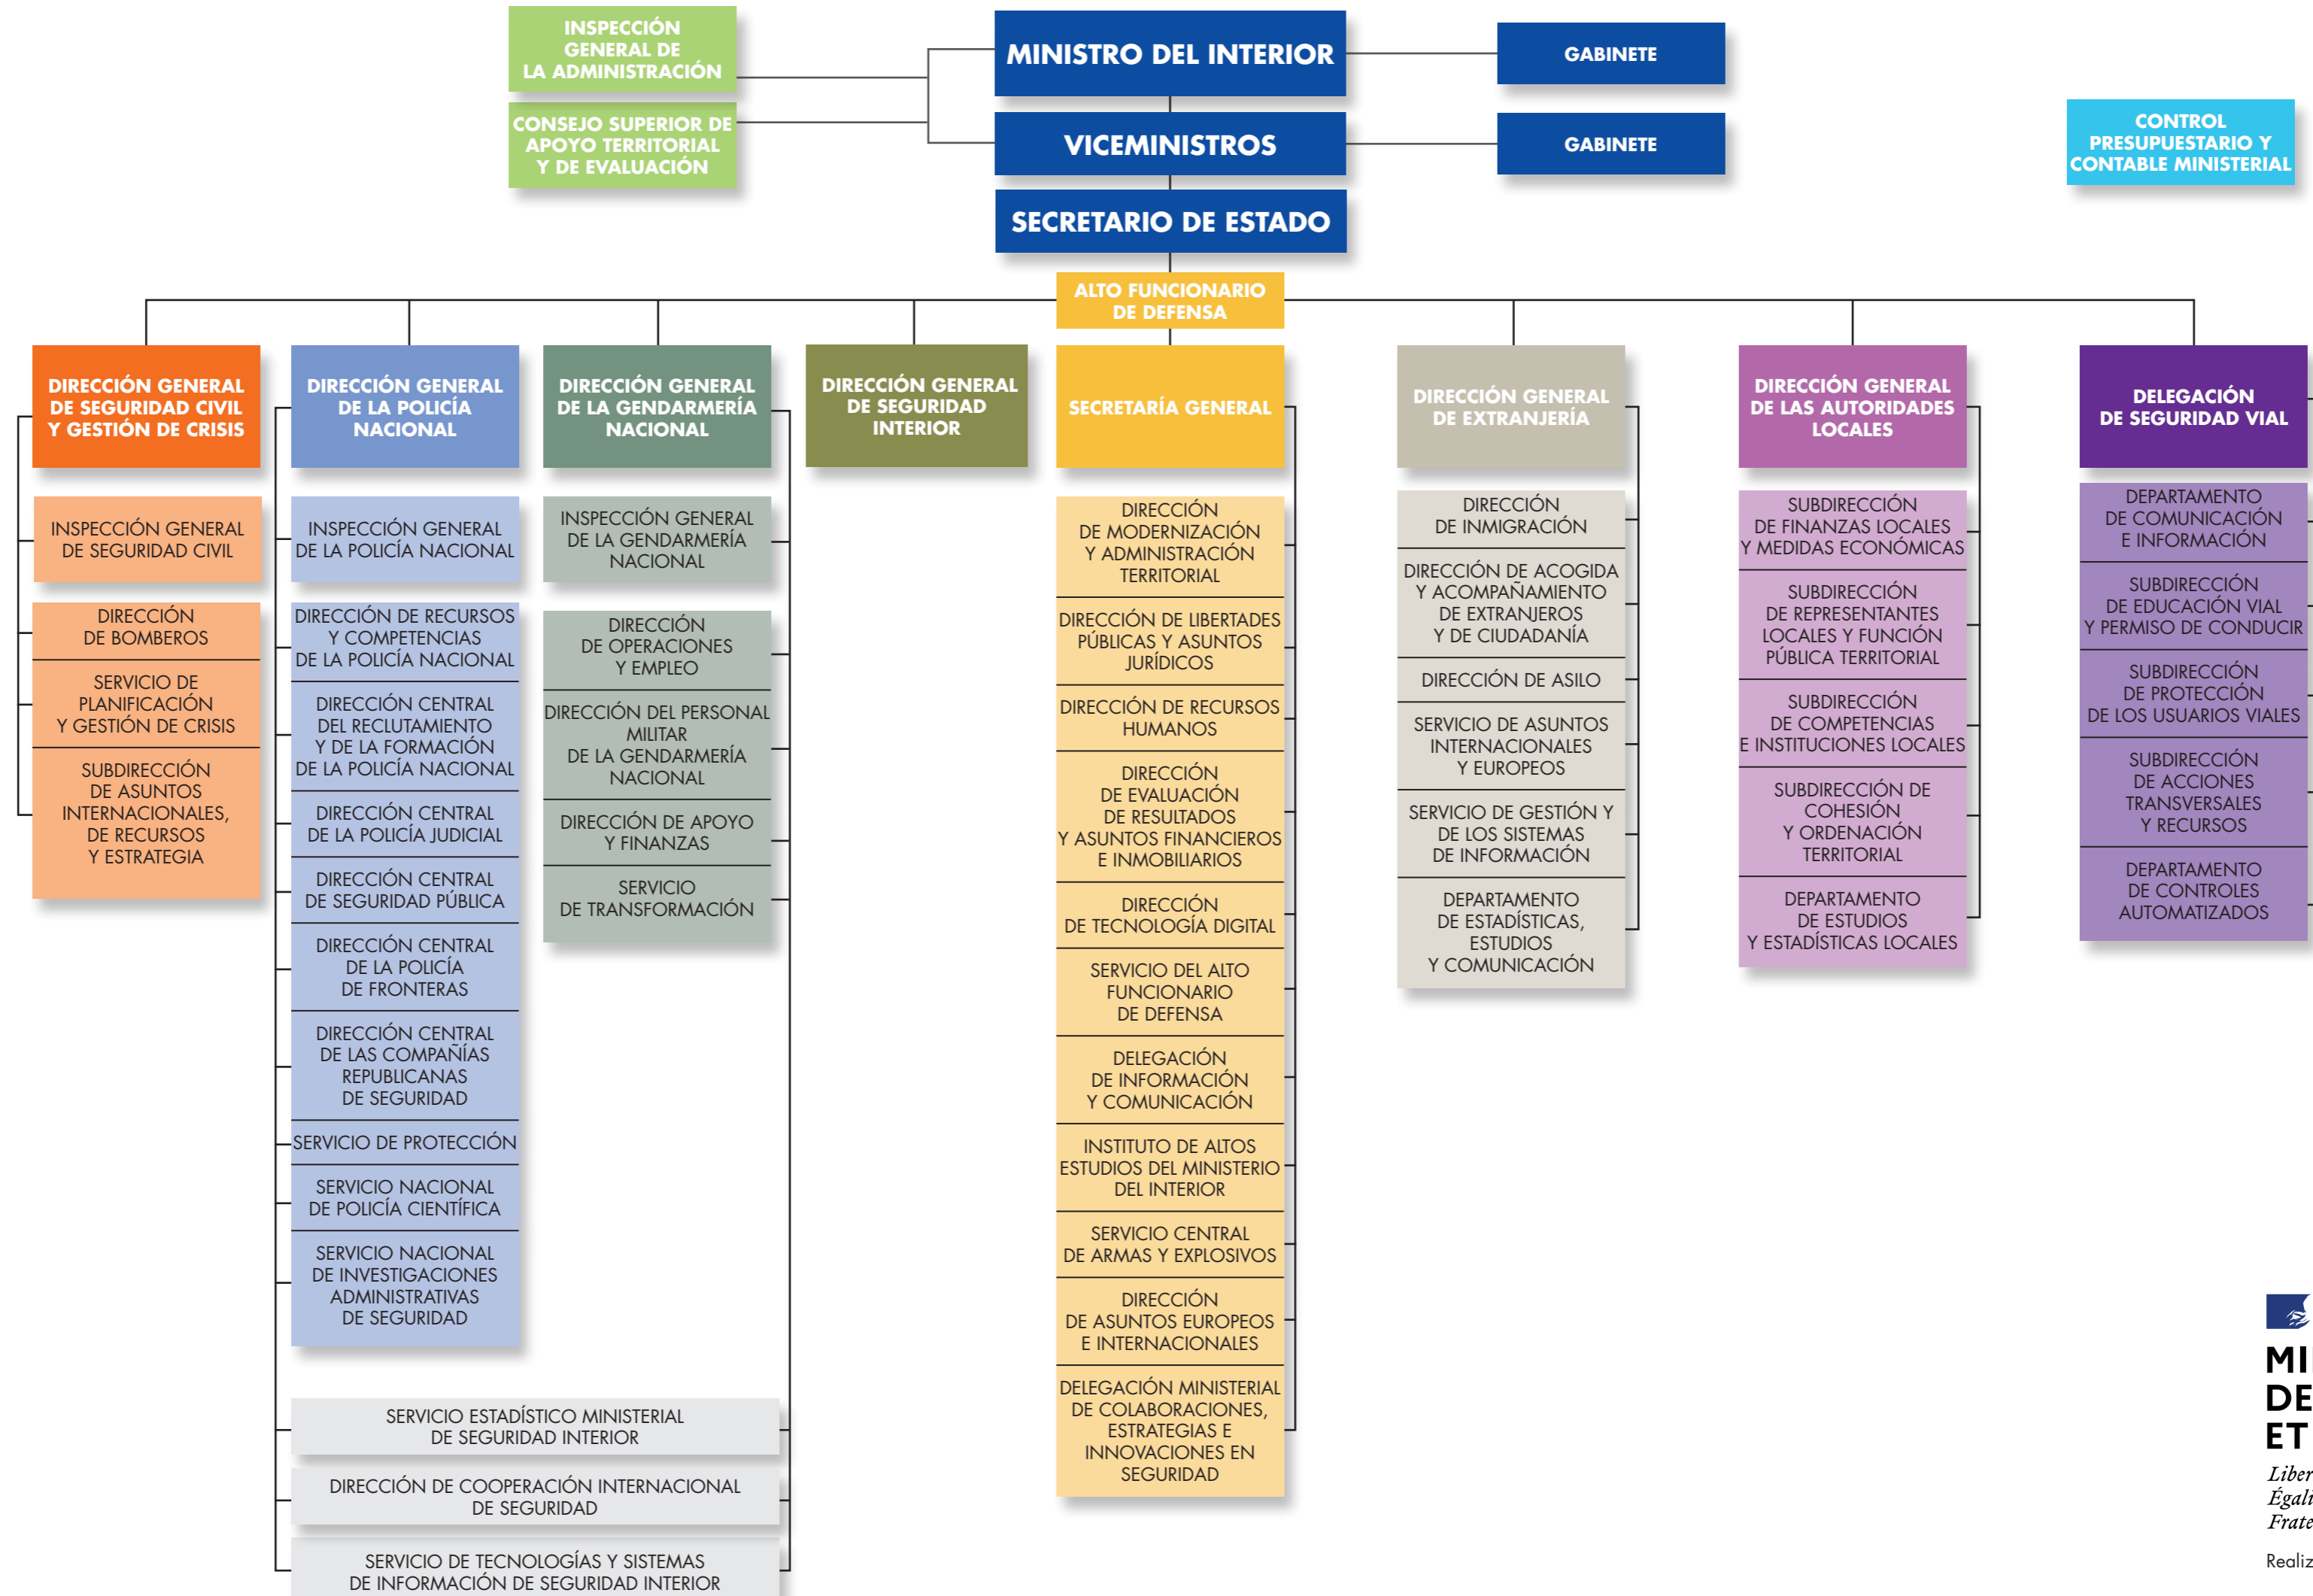 INSPECCIÓN
GENERAL DE
LA ADMINISTRACIÓN
CONSEJO SUPERIOR DE
APOYO TERRITORIAL
Y DE EVALUACIÓN
MINISTRO DEL INTERIOR
GABINETE
VICEMINISTROS
GABINETE
SECRETARIO DE ESTADO
CONTROL
PRESUPUESTARIO Y
CONTABLE MINISTERIAL
ALTO FUNCIONARIO
DE DEFENSA
DIRECCIÓN GENERAL
DE SEGURIDAD CIVIL
Y GESTIÓN DE CRISIS
INSPECCIÓN GENERAL
DE SEGURIDAD CIVIL
DIRECCIÓN
DE BOMBEROS
SERVICIO DE
PLANIFICACIÓN
Y GESTIÓN DE CRISIS
SUBDIRECCIÓN
DE ASUNTOS
INTERNACIONALES,
DE RECURSOS
Y ESTRATEGIA
DIRECCIÓN GENERAL
DE LA POLICÍA
NACIONAL
INSPECCIÓN GENERAL
DE LA POLICÍA NACIONAL
DIRECCIÓN DE RECURSOS
Y COMPETENCIAS
DE LA POLICÍA NACIONAL
DIRECCIÓN CENTRAL
DEL RECLUTAMIENTO
Y DE LA FORMACIÓN
DE LA POLICÍA NACIONAL
DIRECCIÓN CENTRAL
DE LA POLICÍA JUDICIAL
DIRECCIÓN CENTRAL
DE SEGURIDAD PÚBLICA
DIRECCIÓN CENTRAL
DE LA POLICÍA
DE FRONTERAS
DIRECCIÓN CENTRAL
DE LAS COMPAÑÍAS
REPUBLICANAS
DE SEGURIDAD
SERVICIO DE PROTECCIÓN
SERVICIO NACIONAL
DE POLICÍA CIENTÍFICA
SERVICIO NACIONAL
DE INVESTIGACIONES
ADMINISTRATIVAS
DE SEGURIDAD
DIRECCIÓN GENERAL
DE LA GENDARMERÍA
NACIONAL
INSPECCIÓN GENERAL
DE LA GENDARMERÍA
NACIONAL
DIRECCIÓN
DE OPERACIONES
Y EMPLEO
DIRECCIÓN DEL PERSONAL
MILITAR
DE LA GENDARMERÍA
NACIONAL
DIRECCIÓN DE APOYO
Y FINANZAS
SERVICIO
DE TRANSFORMACIÓN
SERVICIO ESTADÍSTICO MINISTERIAL
DE SEGURIDAD INTERIOR
DIRECCIÓN DE COOPERACIÓN INTERNACIONAL
DE SEGURIDAD
SERVICIO DE TECNOLOGÍAS Y SISTEMAS
DE INFORMACIÓN DE SEGURIDAD INTERIOR
DIRECCIÓN GENERAL
DE SEGURIDAD
INTERIOR
SECRETARÍA GENERAL
DIRECCIÓN
DE MODERNIZACIÓN
Y ADMINISTRACIÓN
TERRITORIAL
DIRECCIÓN DE LIBERTADES
PÚBLICAS Y ASUNTOS
JURÍDICOS
DIRECCIÓN DE RECURSOS
HUMANOS
DIRECCIÓN
DE EVALUACIÓN
DE RESULTADOS
Y ASUNTOS FINANCIEROS
E INMOBILIARIOS
DIRECCIÓN
DE TECNOLOGÍA DIGITAL
SERVICIO DEL ALTO
FUNCIONARIO
DE DEFENSA
DELEGACIÓN
DE INFORMACIÓN
Y COMUNICACIÓN
INSTITUTO DE ALTOS
ESTUDIOS DEL MINISTERIO
DEL INTERIOR
SERVICIO CENTRAL
DE ARMAS Y EXPLOSIVOS
DIRECCIÓN
DE ASUNTOS EUROPEOS
E INTERNACIONALES
DELEGACIÓN MINISTERIAL
DE COLABORACIONES,
ESTRATEGIAS E
INNOVACIONES EN
SEGURIDAD
DIRECCIÓN GENERAL
DE EXTRANJERÍA
DIRECCIÓN
DE INMIGRACIÓN
DIRECCIÓN DE ACOGIDA
Y ACOMPAÑAMIENTO
DE EXTRANJEROS
Y DE CIUDADANÍA
DIRECCIÓN DE ASILO
SERVICIO DE ASUNTOS
INTERNACIONALES
Y EUROPEOS
SERVICIO DE GESTIÓN Y
DE LOS SISTEMAS
DE INFORMACIÓN
DEPARTAMENTO
DE ESTADÍSTICAS,
ESTUDIOS
Y COMUNICACIÓN
DIRECCIÓN GENERAL
DE LAS AUTORIDADES
LOCALES
SUBDIRECCIÓN
DE FINANZAS LOCALES
Y MEDIDAS ECONÓMICAS
SUBDIRECCIÓN
DE REPRESENTANTES
LOCALES Y FUNCIÓN
PÚBLICA TERRITORIAL
SUBDIRECCIÓN
DE COMPETENCIAS
E INSTITUCIONES LOCALES
SUBDIRECCIÓN DE
COHESIÓN
Y ORDENACIÓN
TERRITORIAL
DEPARTAMENTO
DE ESTUDIOS
Y ESTADÍSTICAS LOCALES
DELEGACIÓN
DE SEGURIDAD VIAL
DEPARTAMENTO
DE COMUNICACIÓN
E INFORMACIÓN
SUBDIRECCIÓN
DE EDUCACIÓN VIAL
Y PERMISO DE CONDUCIR
SUBDIRECCIÓN
DE PROTECCIÓN
DE LOS USUARIOS VIALES
SUBDIRECCIÓN
DE ACCIONES
TRANSVERSALES
Y RECURSOS
DEPARTAMENTO
DE CONTROLES
AUTOMATIZADOS
DE
ET